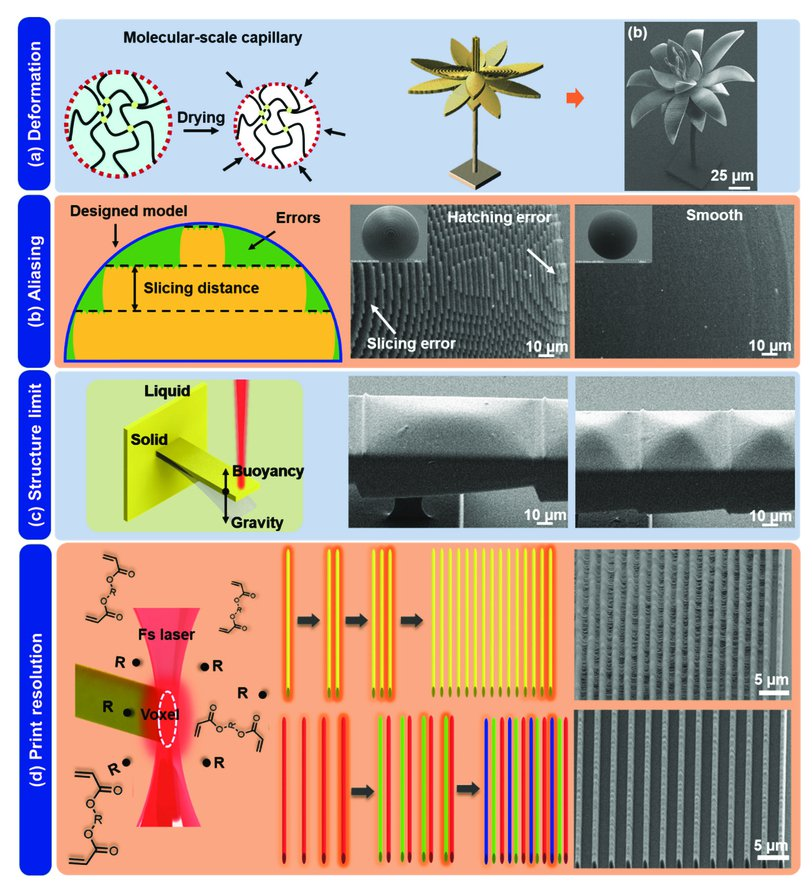 (a) Deformation
Molecular-scale capillary
Drying
(b)
25 µm
(b) Aliasing
Designed model
Errors
Slicing distance
Hatching error
Slicing error
10 µm
Smooth
10 µm
(c) Structure limit
Liquid
Solid
Buoyancy
Gravity
10 µm
10 µm
(d) Print resolution
O
O
R
O
O
O
O
R
O
O
Fs laser
R
R
R
Voxel
R
O
O
R
O
O
R
R
O
O
R
O
O
5 µm
5 µm